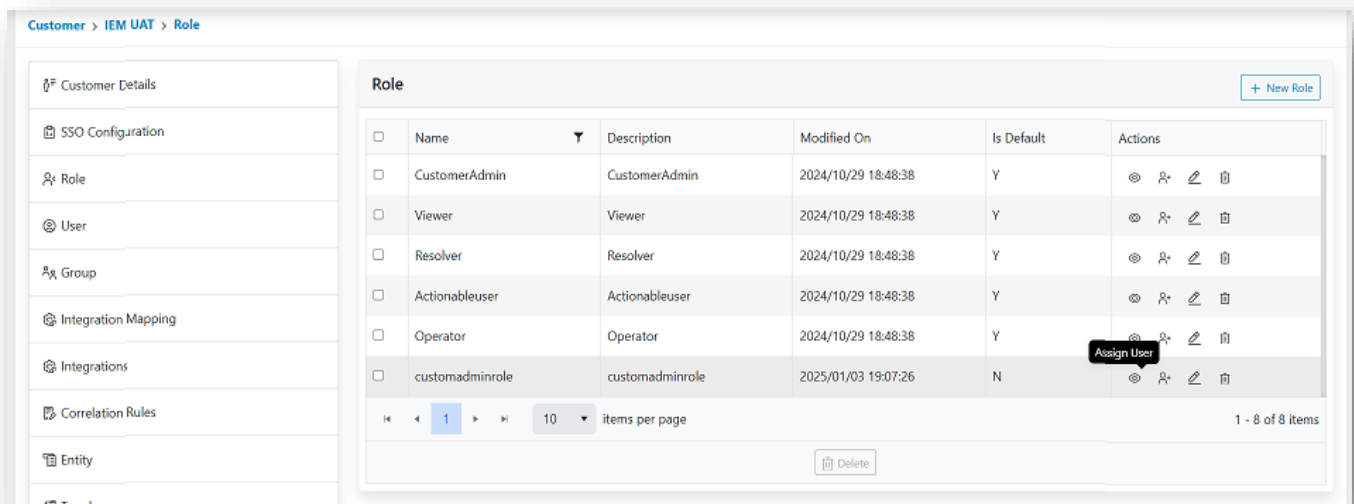 Customer > IEM UAT > Role
Customer Details
SSO Configuration
Role
User
Group
Integration Mapping
Integrations
Correlation Rules
Entity
Role
+ New Role
Name Description Modified On Is Default Actions
CustomerAdmin CustomerAdmin 2024/10/29 18:48:38 Y
Viewer Viewer 2024/10/29 18:48:38 Y
Resolver Resolver 2024/10/29 18:48:38 Y
Actionableuser Actionableuser 2024/10/29 18:48:38 Y
Operator Operator 2024/10/29 18:48:38 Y
Assign User
customadminrole customadminrole 2025/01/03 19:07:26 N
1 10 items per page 1 - 8 of 8 items
Delete